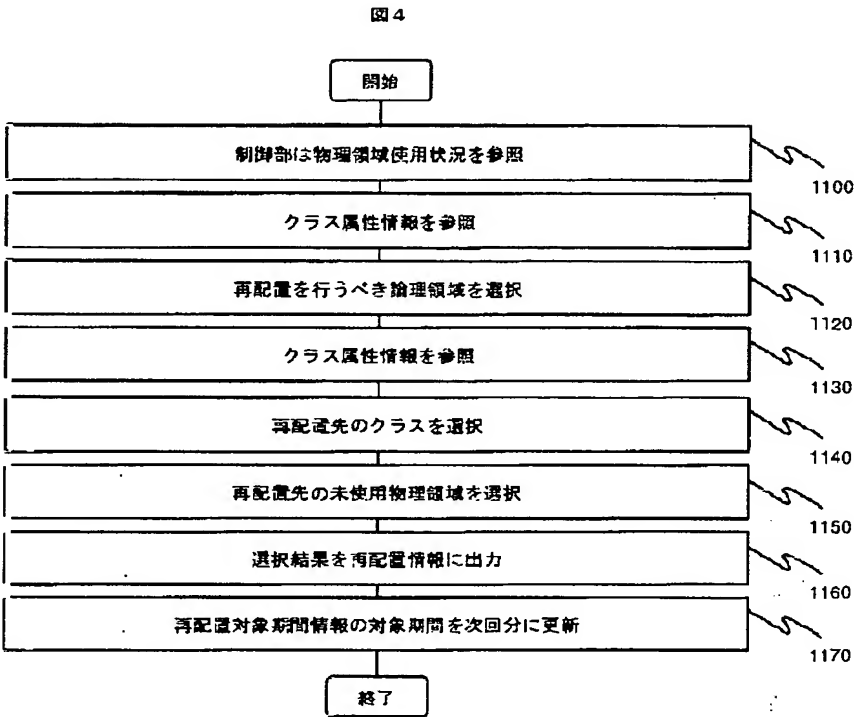 図4
開始
制御部は物理領域使用状況を参照
1100
クラス属性情報を参照
1110
再配置を行うべき論理領域を選択
1120
クラス属性情報を参照
1130
再配置先のクラスを選択
1140
再配置先の未使用物理領域を選択
1150
選択結果を再配置情報に出力
1160
再配置対象期間情報の対象期間を次回分に更新
1170
終了